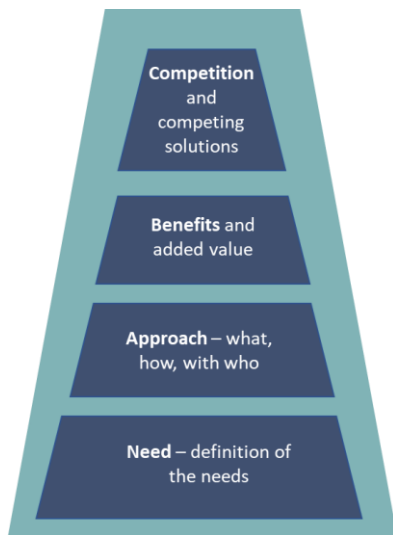 Competition
and
competing
solutions
Benefits and
added value
Approach – what,
how, with who
Need – definition of
the needs